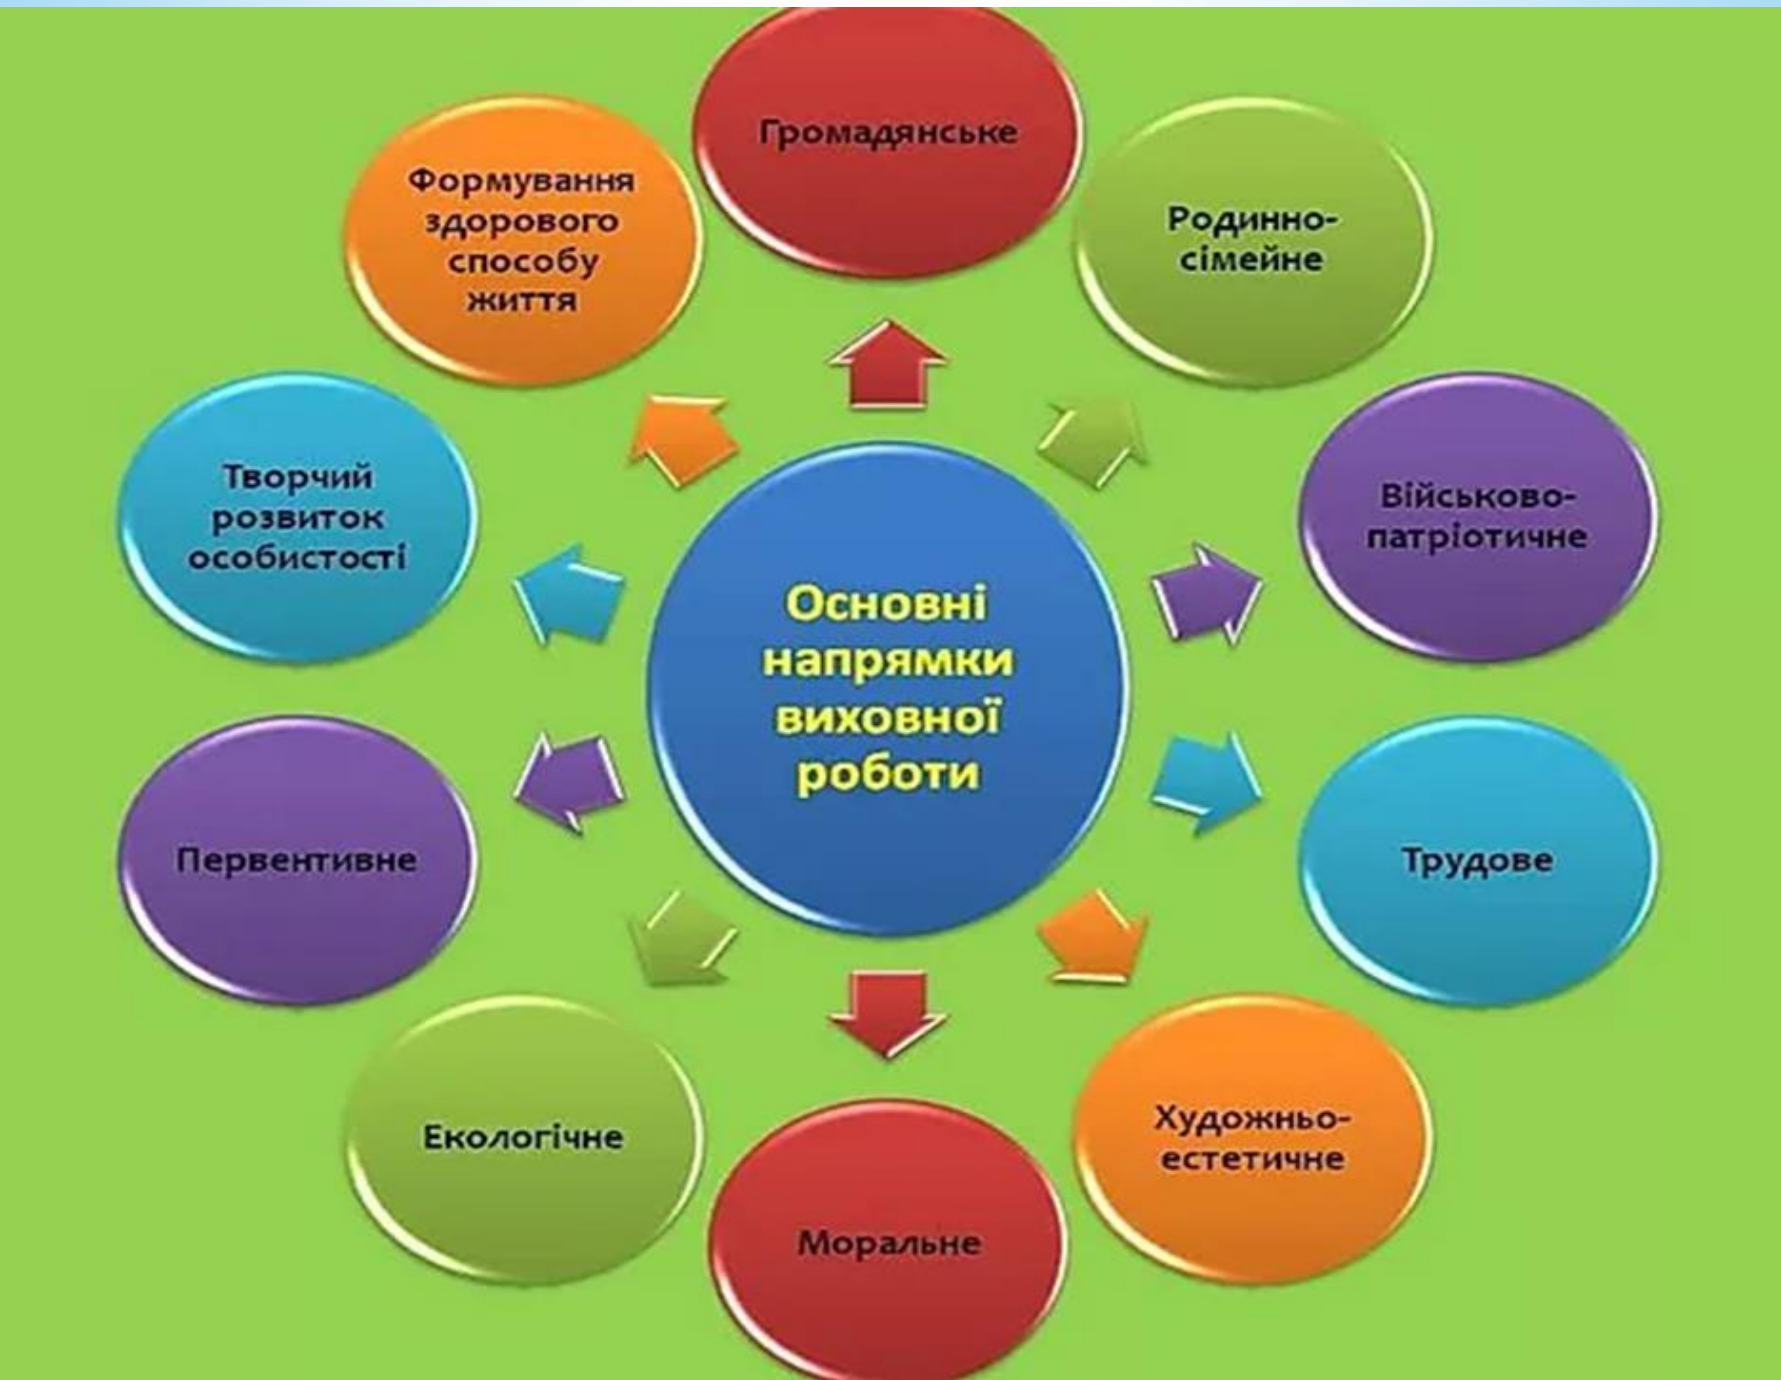 Громадянське
Родинно-
сімейне
Військово-
патріотичне
Трудове
Художньо-
естетичне
Моральне
Екологічне
Первентивне
Творчий
розвиток
особистості
Формування
здорового
способу
життя
Основні
напрямки
виховної
роботи